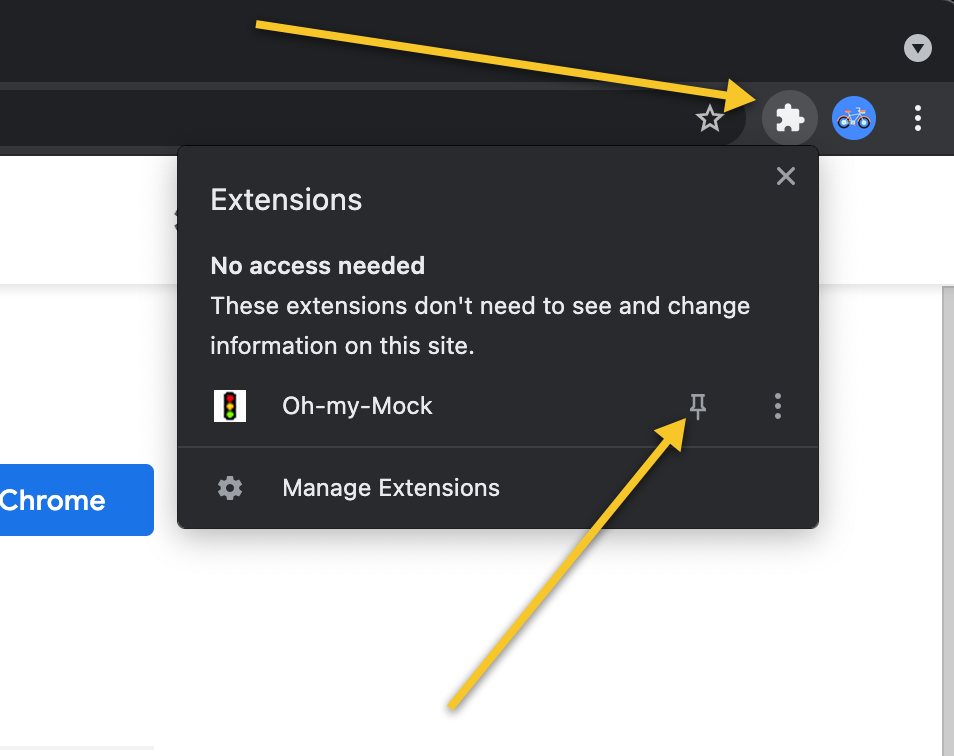 Extensions
No access needed
These extensions don't need to see and change
information on this site.
Oh-my-Mock
Manage Extensions
Chrome